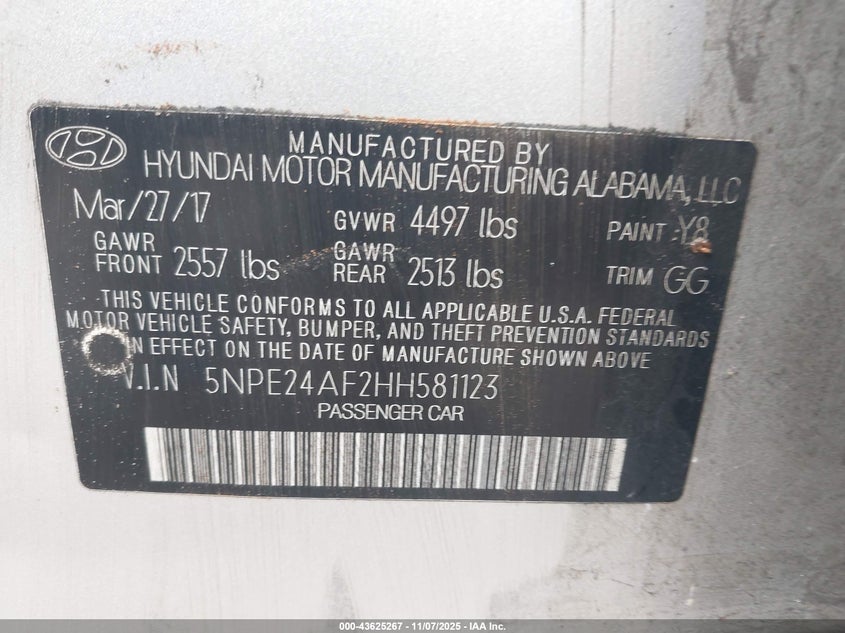 MANUFACTURED BY
HYUNDAI MOTOR MANUFACTURING ALABAMA, LLC
Mar/27/17 GVWR 4497 lbs PAINT Y8
GAWR FRONT 2557 lbs GAWR REAR 2513 lbs TRIM GG
THIS VEHICLE CONFORMS TO ALL APPLICABLE U.S.A. FEDERAL
MOTOR VEHICLE SAFETY, BUMPER, AND THEFT PREVENTION STANDARDS
IN EFFECT ON THE DATE OF MANUFACTURE SHOWN ABOVE
V.I.N 5NPE24AF2HH581123
PASSENGER CAR
000-43625267 - 11/07/2025 - IAA Inc.